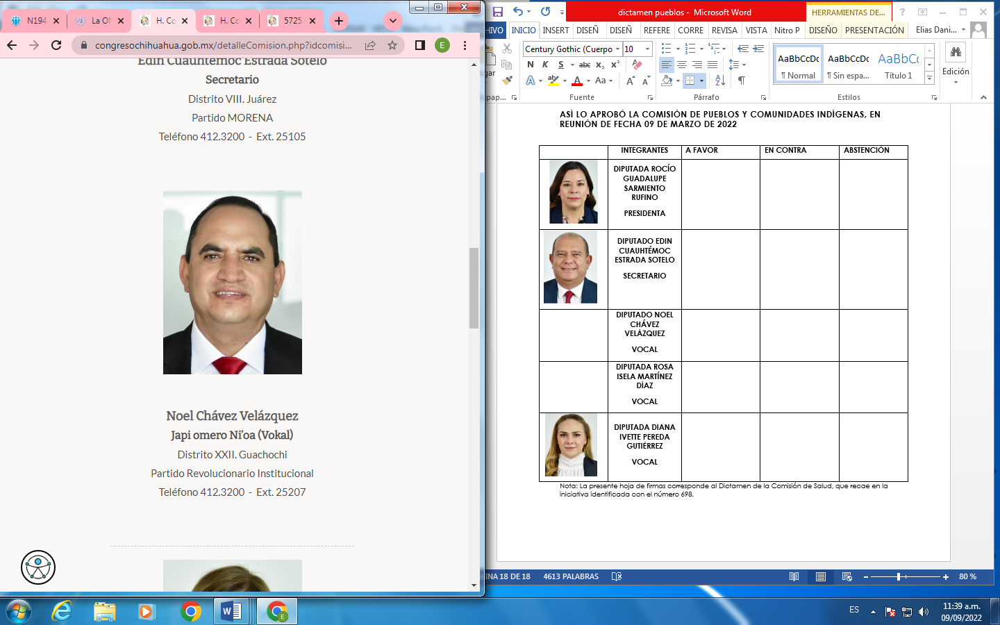 N194
La ON
H. Co
H. Co
5725
congresochihuahua.gob.mx/detalleComision.php?idcomisi...
E
Edin Cuauhtémoc Estrada Sotelo
Secretario
Distrito VIII. Juárez
Partido MORENA
Teléfono 412.3200 - Ext. 25105
Noel Chávez Velázquez
Japi omero Ni'oa (Vokal)
Distrito XXII. Guachochi
Partido Revolucionario Institucional
Teléfono 412.3200 - Ext. 25207
dictamen pueblos - Microsoft Word
HERRAMIENTAS DE...
HIVO INICIO INSERT DISEÑ DISEÑ REFERE CORRE REVISA VISTA Nitro P DISEÑO PRESENTACIÓN Elias Dani...
Century Gothic (Cuerpo 10
gar
N K S abc x₂ x²
A A Aa A A
AaBbCcDc AaBbCcDc AaBbCc
¶ Normal ¶ Sin espa... Título 1
Edición
pap... Fuente Párrafo Estilos
ASÍ LO APROBÓ LA COMISIÓN DE PUEBLOS Y COMUNIDADES INDÍGENAS, EN
REUNIÓN DE FECHA 09 DE MARZO DE 2022
INTEGRANTES A FAVOR EN CONTRA ABSTENCIÓN
DIPUTADA ROCÍO
GUADALUPE
SARMIENTO
RUFINO
PRESIDENTA
DIPUTADO EDIN
CUAUHTÉMOC
ESTRADA SOTELO
SECRETARIO
DIPUTADO NOEL
CHÁVEZ
VELÁZQUEZ
VOCAL
DIPUTADA ROSA
ISELA MARTÍNEZ
DÍAZ
VOCAL
DIPUTADA DIANA
IVETTE PEREDA
GUTIÉRREZ
VOCAL
Nota: La presente hoja de firmas corresponde al Dictamen de la Comisión de Salud, que recae en la
iniciativa identificada con el número 698.
INA 18 DE 18 4613 PALABRAS 80 %
ES
11:39 a.m.
09/09/2022